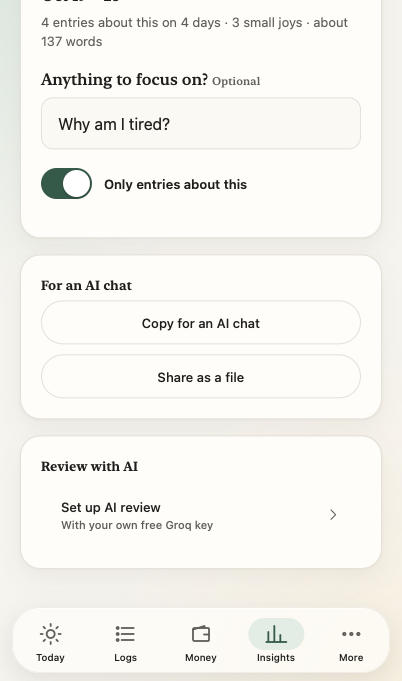 4 entries about this on 4 days · 3 small joys · about
137 words
Anything to focus on? Optional
Why am I tired?
Only entries about this
For an AI chat
Copy for an AI chat
Share as a file
Review with AI
Set up AI review
With your own free Groq key
Today
Logs
Money
Insights
More